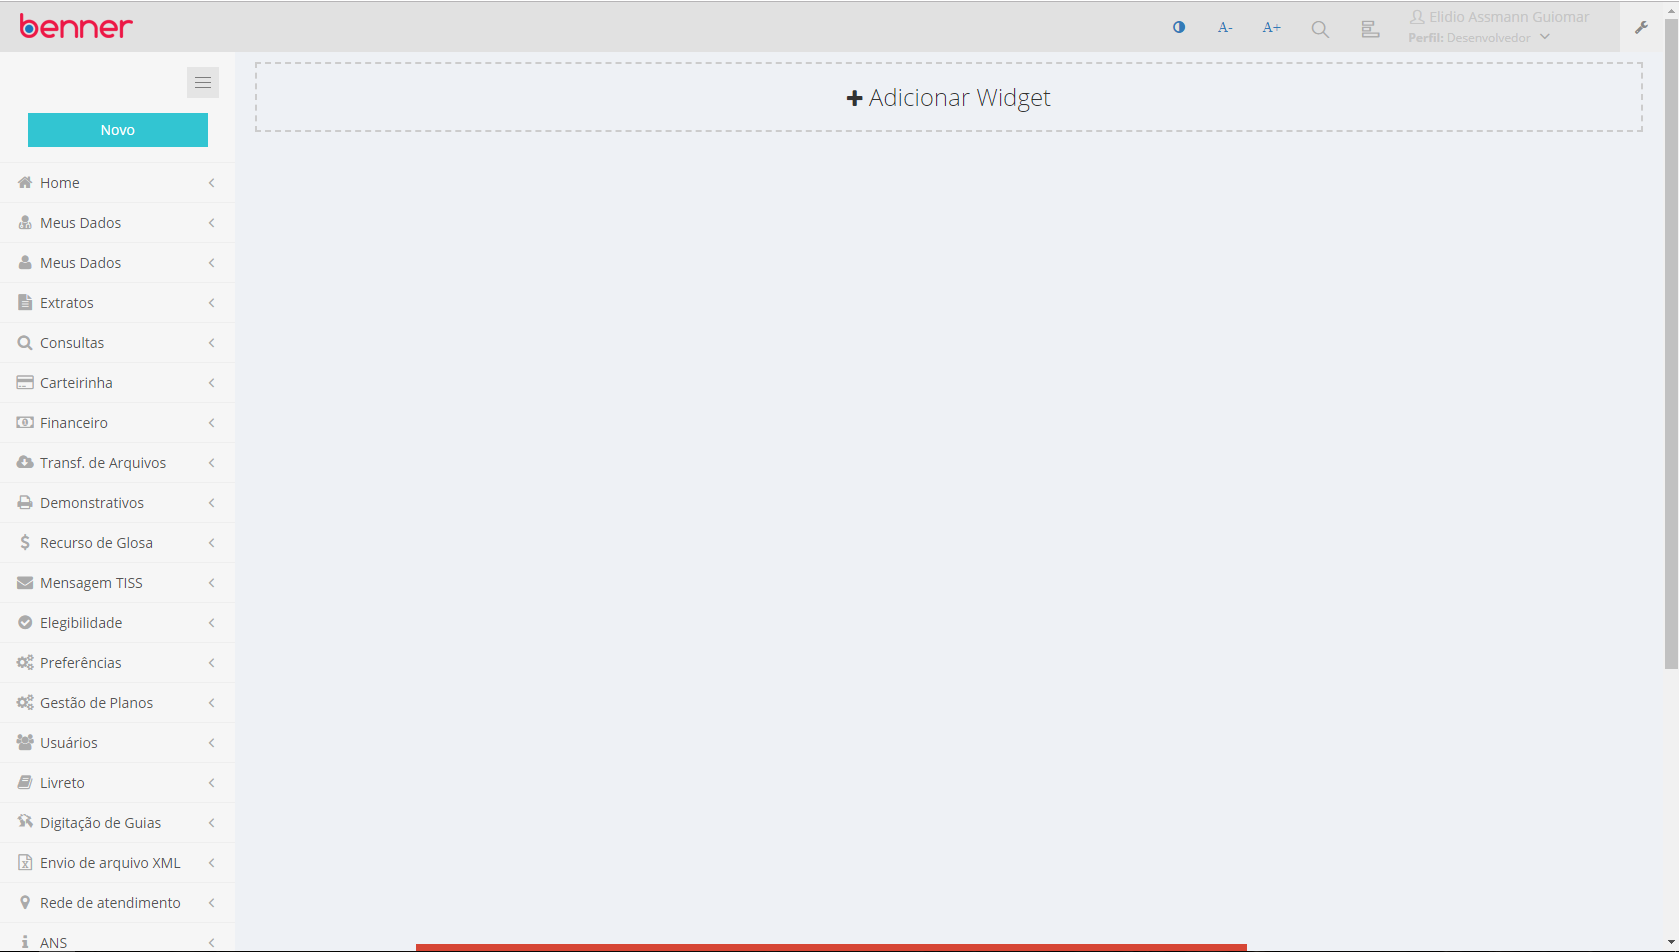 benner
A-
A+
Elidio Assmann Guiomar
Perfil: Desenvolvedor
Novo
Adicionar Widget
Home
Meus Dados
Meus Dados
Extratos
Consultas
Carteirinha
Financeiro
Transf. de Arquivos
Demonstrativos
Recurso de Glosa
Mensagem TISS
Elegibilidade
Preferências
Gestão de Planos
Usuários
Livreto
Digitação de Guias
Envio de arquivo XML
Rede de atendimento
ANS